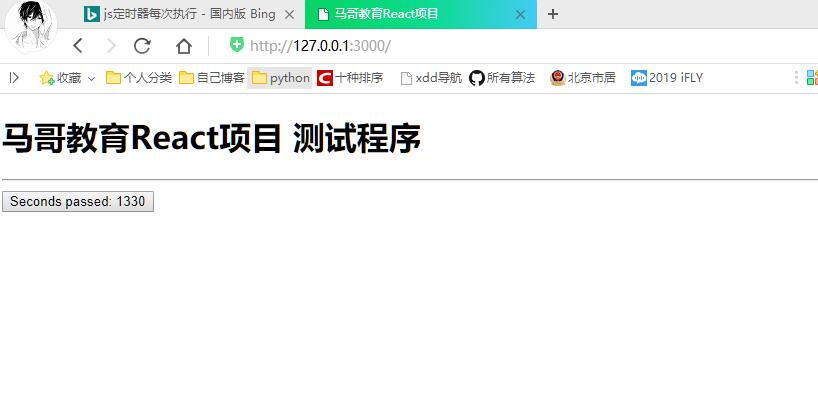 js定时器每次执行 - 国内版 Bing
马哥教育React项目
http://127.0.0.1:3000/
收藏 个人分类 自己博客 python 十种排序 xdd导航 所有算法 北京市居 2019 iFLY
马哥教育React项目 测试程序
Seconds passed: 1330